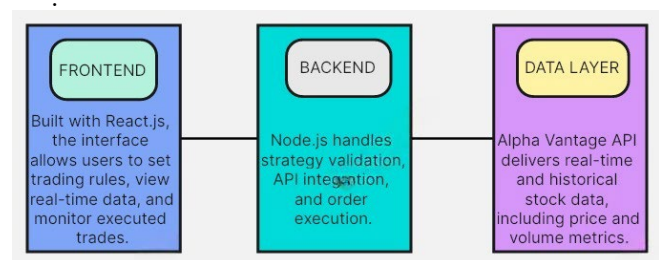 FRONTEND
Built with React.js,
the interface
allows users to set
trading rules, view
real-time data, and
monitor executed
trades.
BACKEND
Node.js handles
strategy validation,
API integration,
and order
execution.
DATA LAYER
Alpha Vantage API
delivers real-time
and historical
stock data,
including price and
volume metrics.